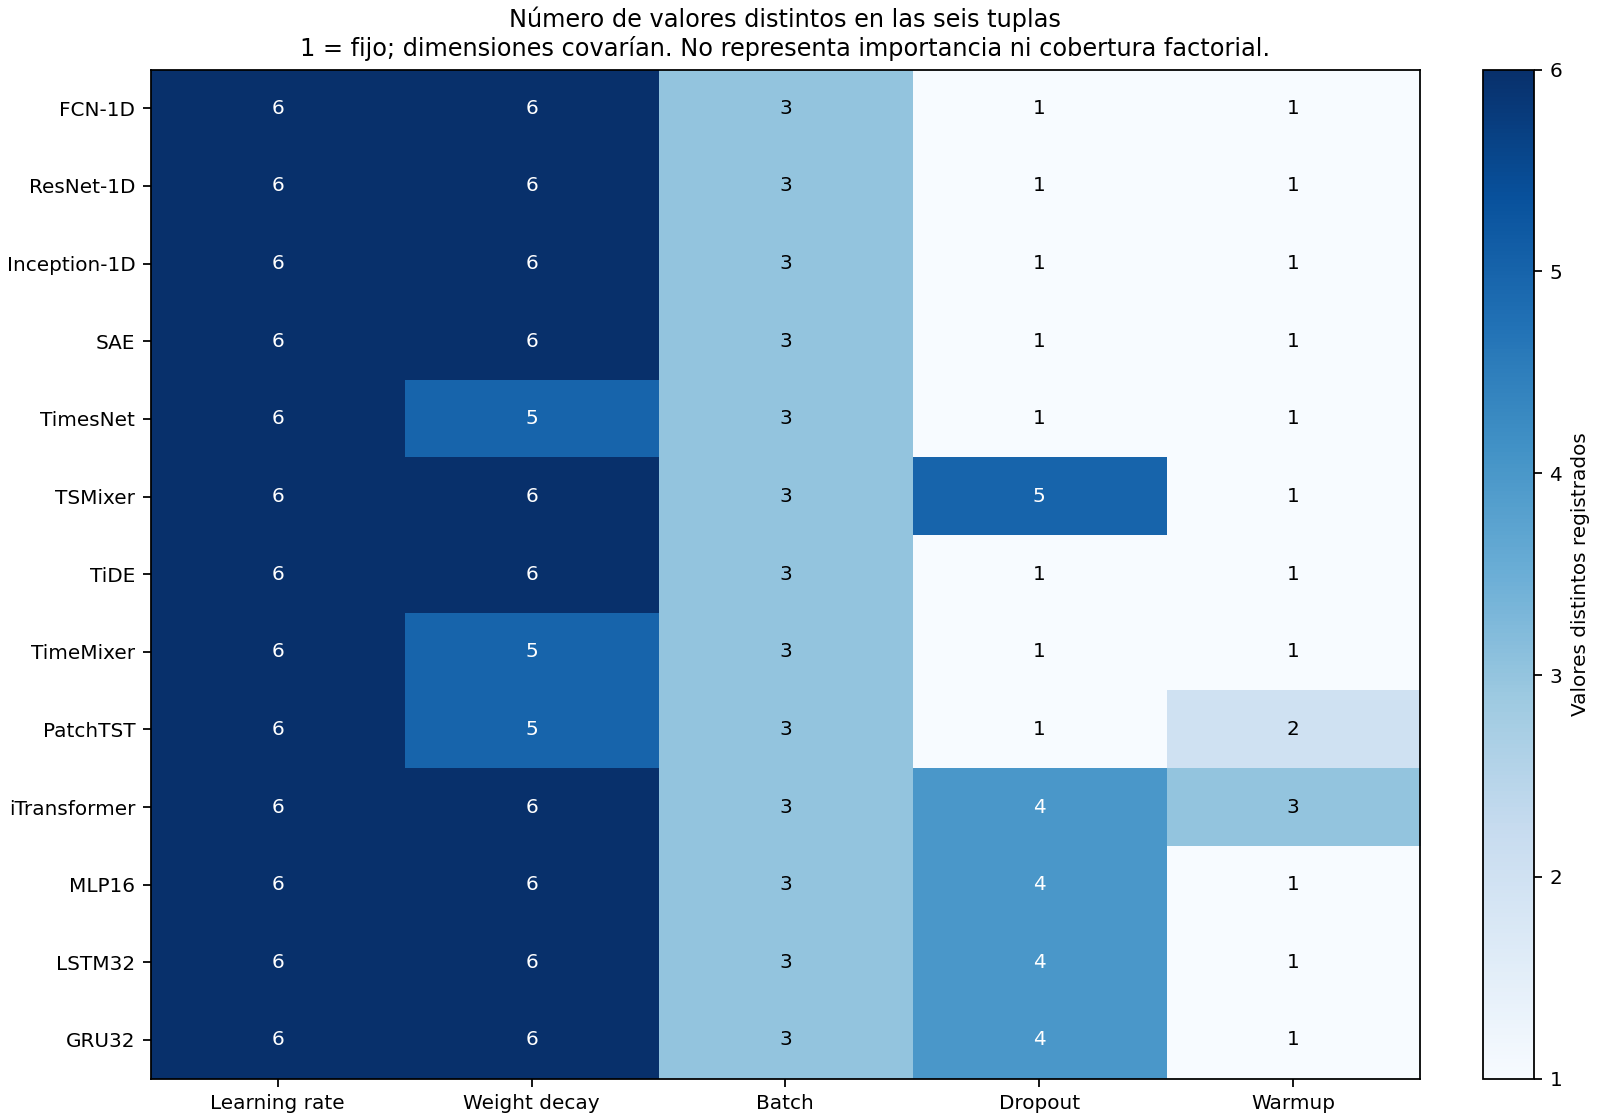 Número de valores distintos en las seis tuplas
1 = fijo; dimensiones covarían. No representa importancia ni cobertura factorial.
FCN-1D 6 6 3 1 1
ResNet-1D 6 6 3 1 1
Inception-1D 6 6 3 1 1
SAE 6 6 3 1 1
TimesNet 6 5 3 1 1
TSMixer 6 6 3 5 1
TiDE 6 6 3 1 1
TimeMixer 6 5 3 1 1
PatchTST 6 5 3 1 2
iTransformer 6 6 3 4 3
MLP16 6 6 3 4 1
LSTM32 6 6 3 4 1
GRU32 6 6 3 4 1
Learning rate Weight decay Batch Dropout Warmup
6
5
4
3
2
1
Valores distintos registrados